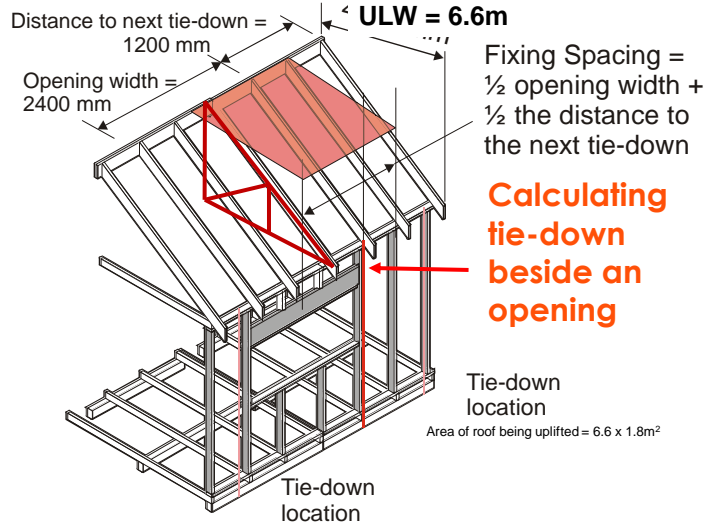 Distance to next tie-down =
1200 mm
ULW = 6.6m
Opening width =
2400 mm
Fixing Spacing =
½ opening width +
½ the distance to
the next tie-down
Calculating
tie-down
beside an
opening
Tie-down
location
Area of roof being uplifted = 6.6 x 1.8m²
Tie-down
location